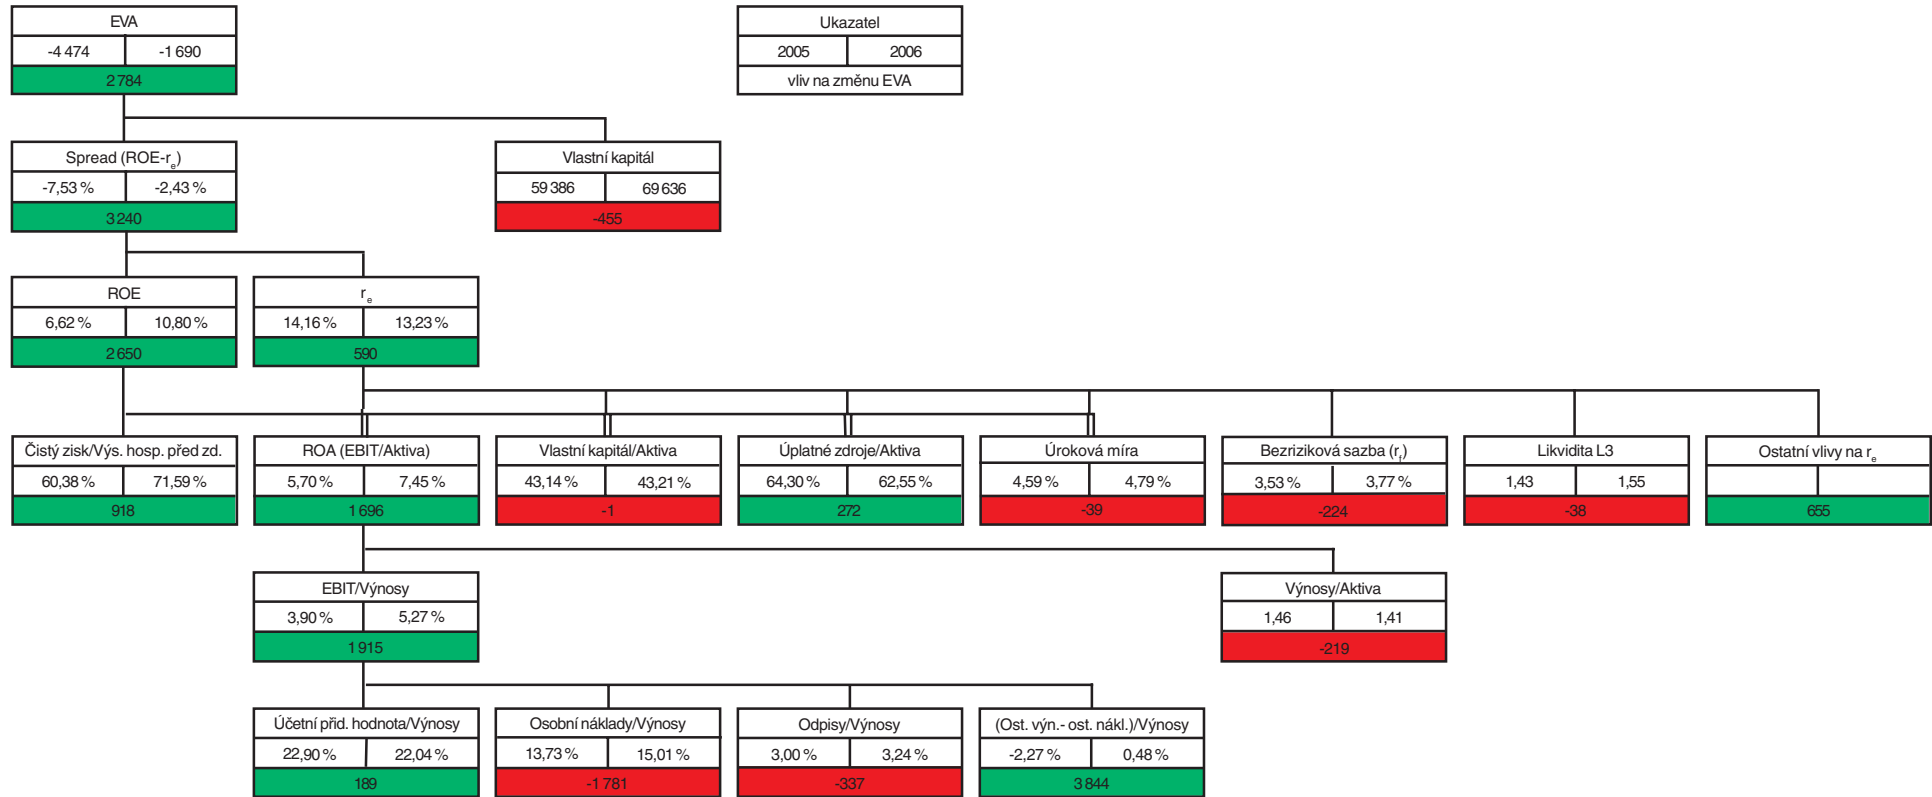 EVA
-4 474 -1 690
2 784
Ukazatel
2005 2006
vliv na změnu EVA
Spread (ROE-re)
-7,53 % -2,43 %
3 240
Vlastní kapitál
59 386 69 636
-455
ROE
6,62 % 10,80 %
2 650
re
14,16 % 13,23 %
590
Čistý zisk/Výs. hosp. před zd.
60,38 % 71,59 %
918
ROA (EBIT/Aktiva)
5,70 % 7,45 %
1 696
Vlastní kapitál/Aktiva
43,14 % 43,21 %
-1
Úplatné zdroje/Aktiva
64,30 % 62,55 %
272
Úroková míra
4,59 % 4,79 %
-39
Bezriziková sazba (rf)
3,53 % 3,77 %
-224
Likvidita L3
1,43 1,55
-38
Ostatní vlivy na re
655
EBIT/Výnosy
3,90 % 5,27 %
1 915
Výnosy/Aktiva
1,46 1,41
-219
Účetní přid. hodnota/Výnosy
22,90 % 22,04 %
189
Osobní náklady/Výnosy
13,73 % 15,01 %
-1 781
Odpisy/Výnosy
3,00 % 3,24 %
-337
(Ost. výn.- ost. nákl.)/Výnosy
-2,27 % 0,48 %
3 844